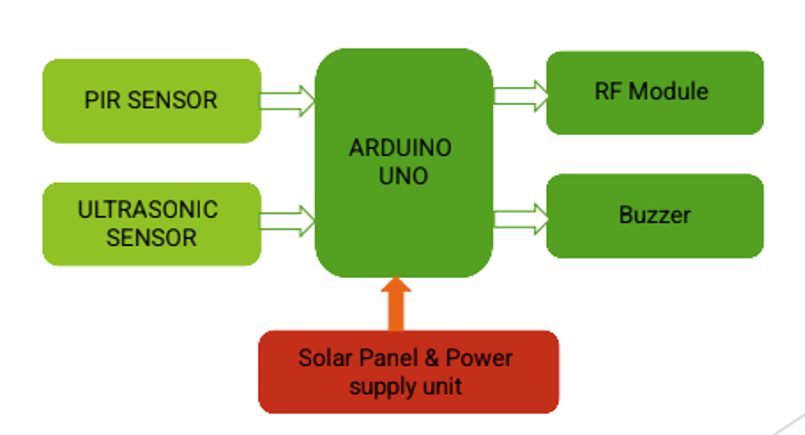 PIR SENSOR
ULTRASONIC
SENSOR
ARDUINO
UNO
RF Module
Buzzer
Solar Panel & Power
supply unit